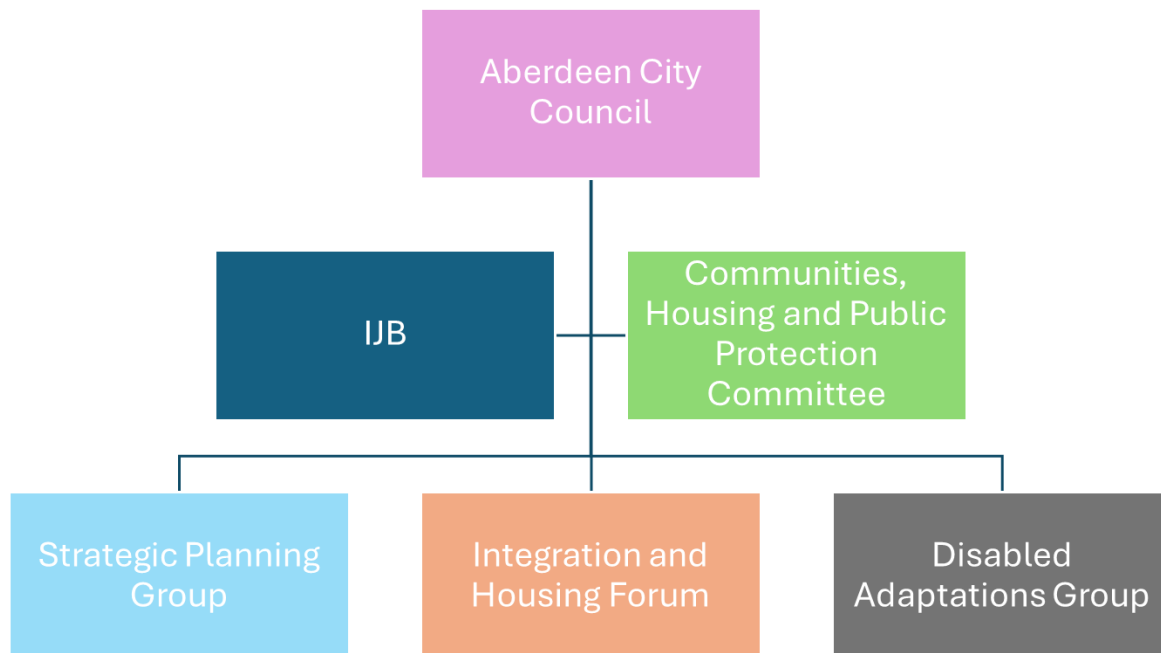 Aberdeen City
Council
IJB
Communities,
Housing and Public
Protection
Committee
Strategic Planning
Group
Integration and
Housing Forum
Disabled
Adaptations Group